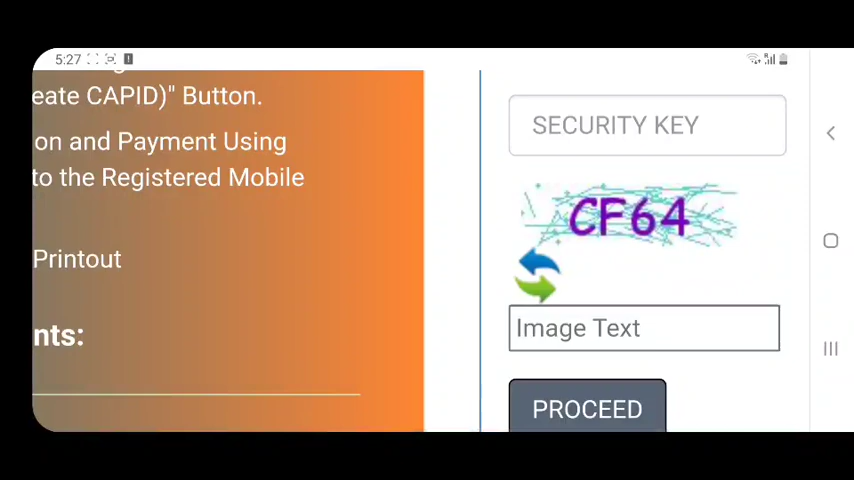 5:27
eate CAPID)" Button.
on and Payment Using
to the Registered Mobile
Printout
nts:
SECURITY KEY
CF64
Image Text
PROCEED